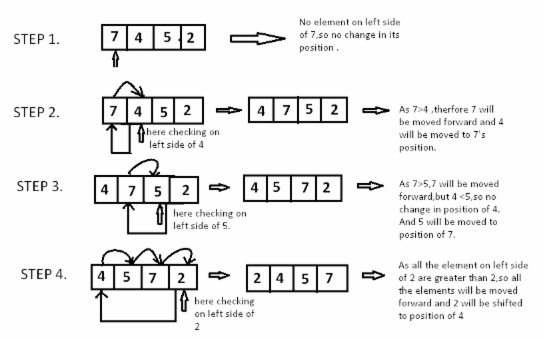 STEP 1.
7 4 5 2
No element on left side
of 7,so no change in its
position .
STEP 2.
7 4 5 2
here checking on
left side of 4
4 7 5 2
As 7>4 ,therfore 7 will
be moved forward and 4
will be moved to 7's
position.
STEP 3.
4 7 5 2
here checking on
left side of 5.
4 5 7 2
As 7>5,7 will be moved
forward,but 4 <5,so no
change in position of 4.
And 5 will be moved to
position of 7.
STEP 4.
4 5 7 2
here checking
on left side of
2
2 4 5 7
As all the element on left side
of 2 are greater than 2,so all
the elements will be moved
forward and 2 will be shifted
to position of 4